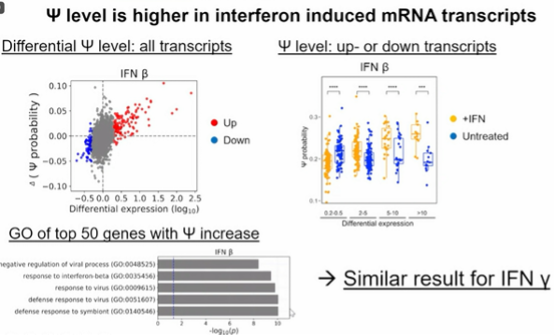 Ψ level is higher in interferon induced mRNA transcripts
Differential Ψ level: all transcripts
IFN β
Δ ( Ψ probability )
0.10
0.05
0.00
−0.05
−0.10
−0.5 0.0 0.5 1.0 1.5 2.0 2.5
Differential expression (log10)
Up
Down
Ψ level: up- or down transcripts
IFN β
**** **** **** ***
Ψ probability
0.3
0.2
0.1
0.2-0.5 2-5 5-10 >10
Differential expression
+IFN
Untreated
GO of top 50 genes with Ψ increase
IFN β
negative regulation of viral process (GO:0048525)
response to interferon-beta (GO:0035456)
response to virus (GO:0009615)
defense response to virus (GO:0051607)
defense response to symbiont (GO:0140546)
0 2 4 6 8 10
-log10(p)
→ Similar result for IFN γ